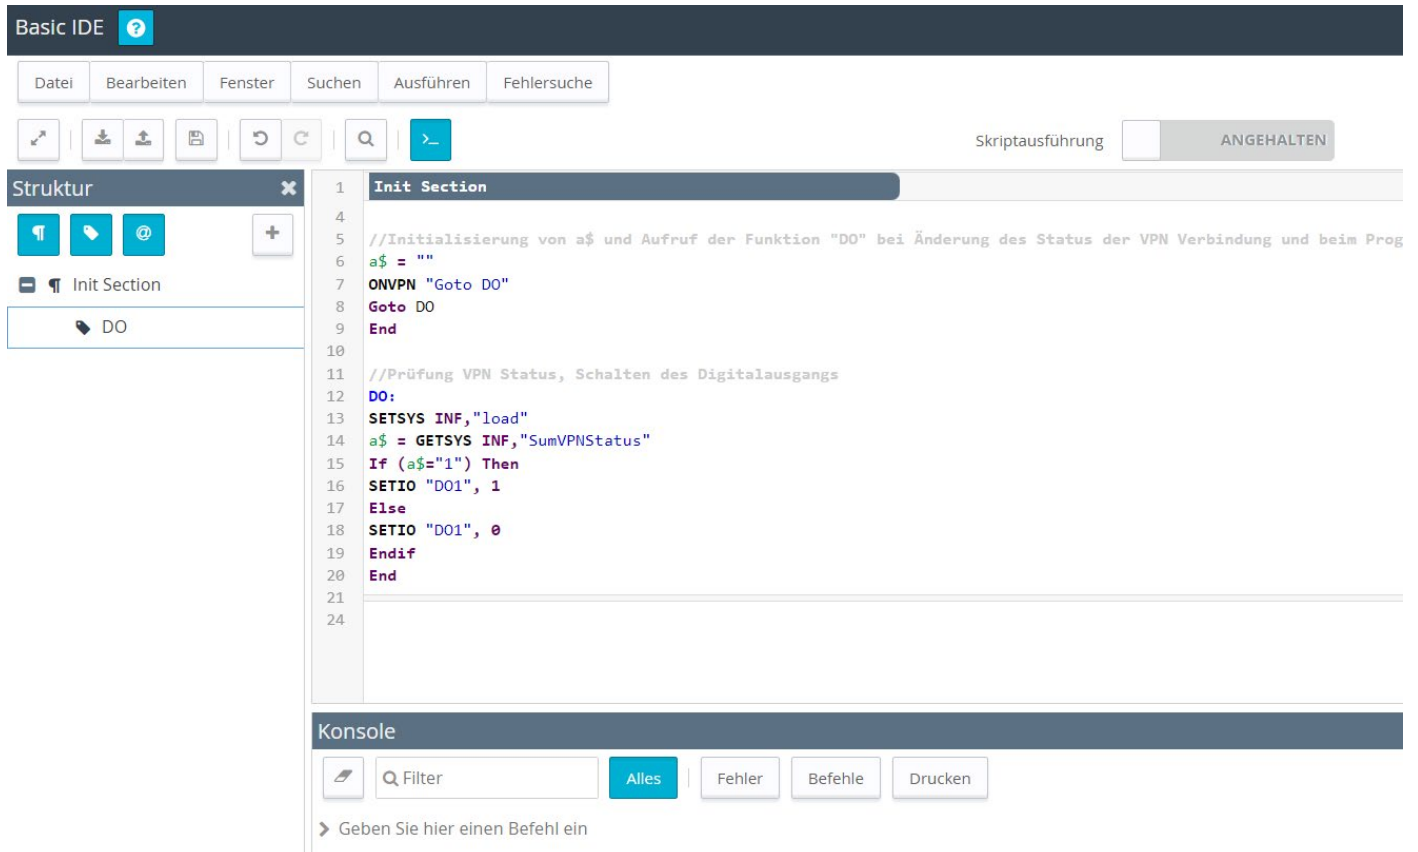 Basic IDE
Datei Bearbeiten Fenster Suchen Ausführen Fehlersuche
Skriptausführung ANGEHALTEN
Struktur
Init Section
DO
1 Init Section
4
5 //Initialisierung von a$ und Aufruf der Funktion "DO" bei Änderung des Status der VPN Verbindung und beim Prog
6 a$ = ""
7 ONVPN "Goto DO"
8 Goto DO
9 End
10
11 //Prüfung VPN Status, Schalten des Digitalausgangs
12 DO:
13 SETSYS INF,"load"
14 a$ = GETSYS INF,"SumVPNStatus"
15 If (a$="1") Then
16 SETIO "DO1", 1
17 Else
18 SETIO "DO1", 0
19 Endif
20 End
21
24
Konsole
Filter Alles Fehler Befehle Drucken
Geben Sie hier einen Befehl ein